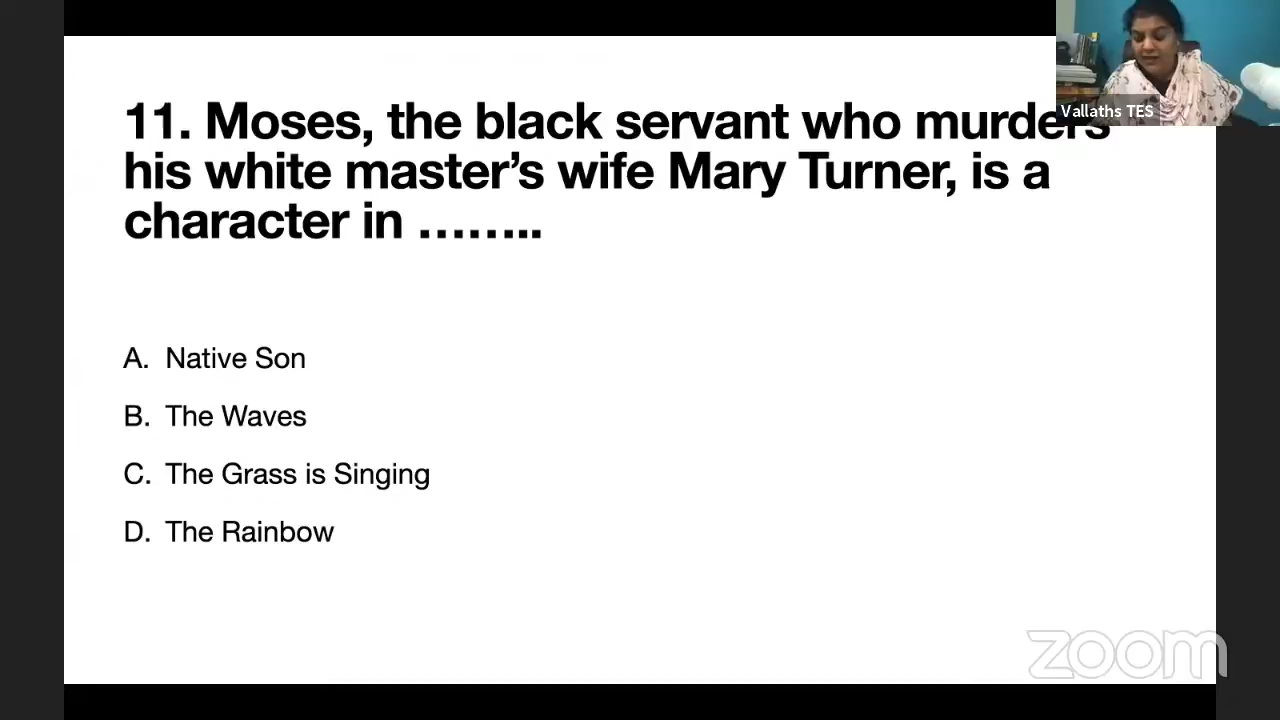 11. Moses, the black servant who murders
his white master’s wife Mary Turner, is a
character in ……..
A. Native Son
B. The Waves
C. The Grass is Singing
D. The Rainbow
Vallaths TES
zoom